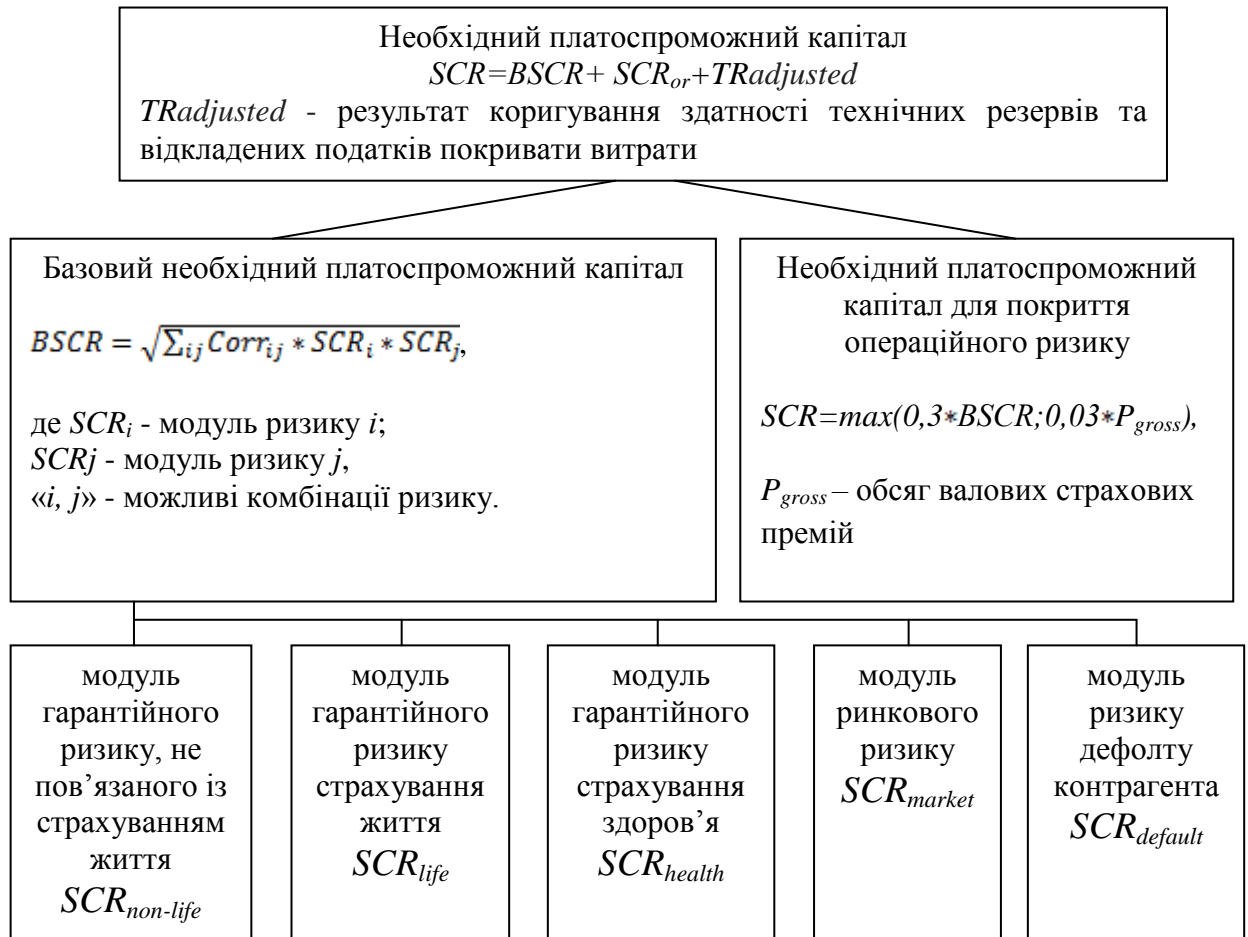 Необхідний платоспроможний капітал
SCR=BSCR+ SCRor+TRadjusted
TRadjusted - результат коригування здатності технічних резервів та
відкладених податків покривати витрати
Базовий необхідний платоспроможний капітал
BSCR = √∑ij Corrij * SCRi * SCRj,
де SCRi - модуль ризику i;
SCRj - модуль ризику j,
«i, j» - можливі комбінації ризику.
Необхідний платоспроможний
капітал для покриття
операційного ризику
SCR=max(0,3*BSCR;0,03*Pgross),
Pgross – обсяг валових страхових
премій
модуль
гарантійного
ризику, не
пов’язаного із
страхуванням
життя
SCRnon-life
модуль
гарантійного
ризику
страхування
життя
SCRlife
модуль
гарантійного
ризику
страхування
здоров’я
SCRhealth
модуль
ринкового
ризику
SCRmarket
модуль
ризику
дефолту
контрагента
SCRdefault